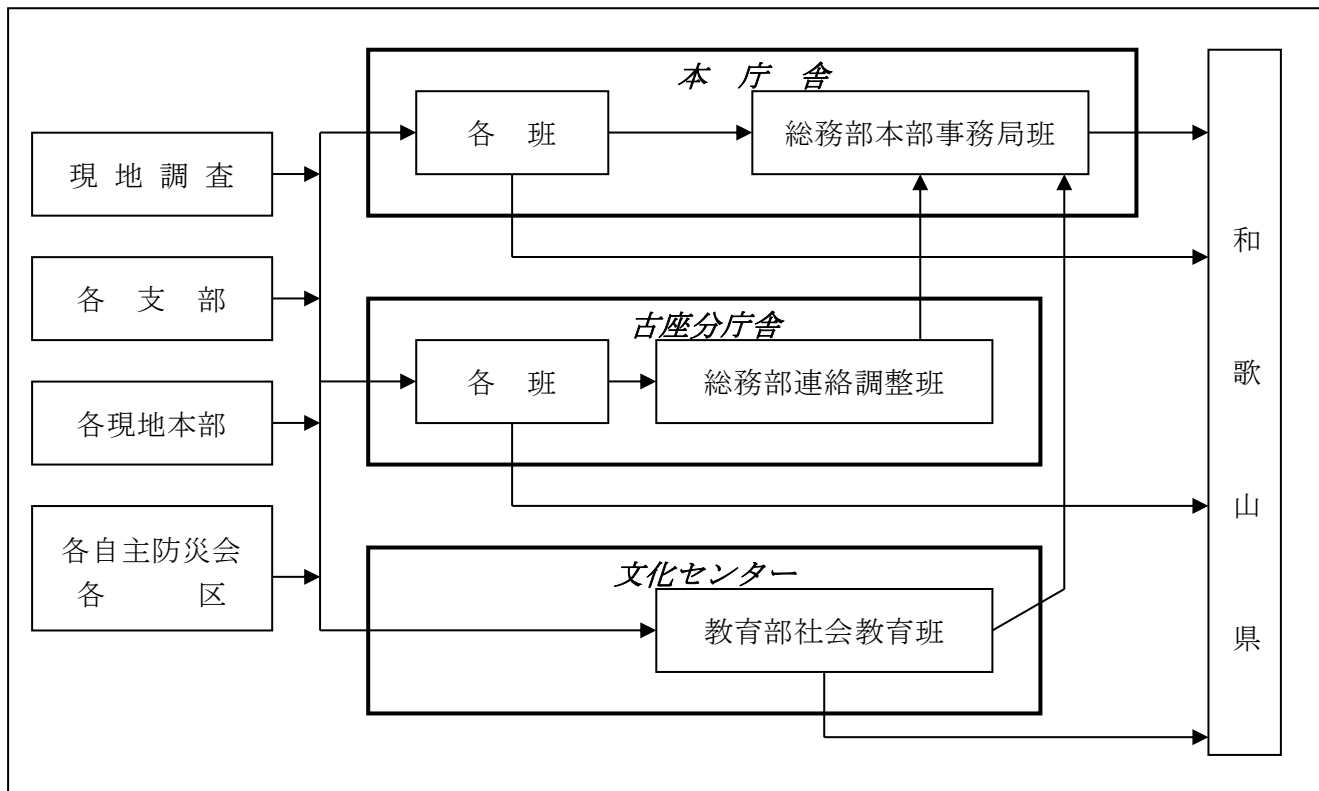 本 庁 舎
各 班
総務部本部事務局班
現 地 調 査
各 支 部
各現地本部
各自主防災会
各 区
古座分庁舎
各 班
総務部連絡調整班
文化センター
教育部社会教育班
和歌山県